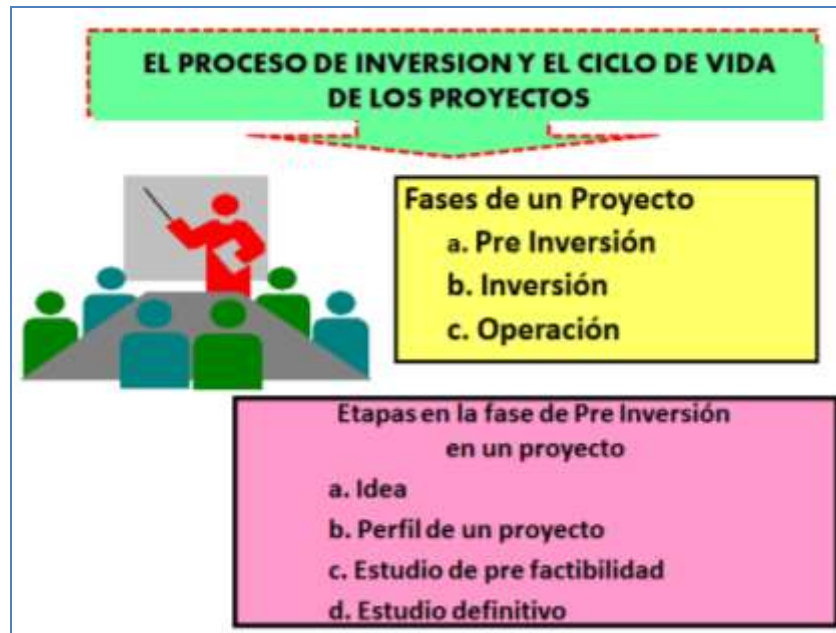 EL PROCESO DE INVERSION Y EL CICLO DE VIDA
DE LOS PROYECTOS
Fases de un Proyecto
a. Pre Inversión
b. Inversión
c. Operación
Etapas en la fase de Pre Inversión
en un proyecto
a. Idea
b. Perfil de un proyecto
c. Estudio de pre factibilidad
d. Estudio definitivo